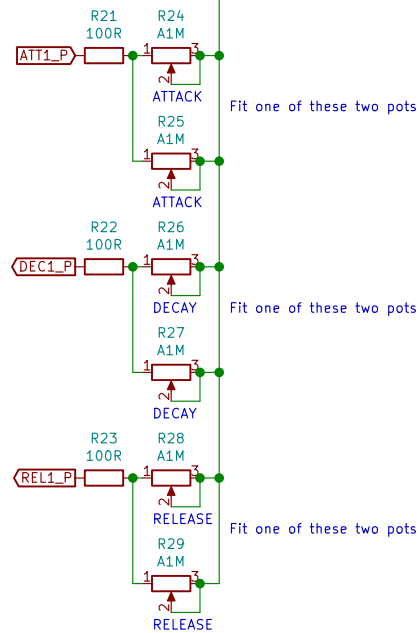 R21
100R
R24
A1M
ATT1_P
1
3
2
ATTACK
Fit one of these two pots
R25
A1M
1
3
2
ATTACK
R22
100R
R26
A1M
DEC1_P
1
3
2
DECAY
Fit one of these two pots
R27
A1M
1
3
2
DECAY
R23
100R
R28
A1M
REL1_P
1
3
2
RELEASE
Fit one of these two pots
R29
A1M
1
3
2
RELEASE